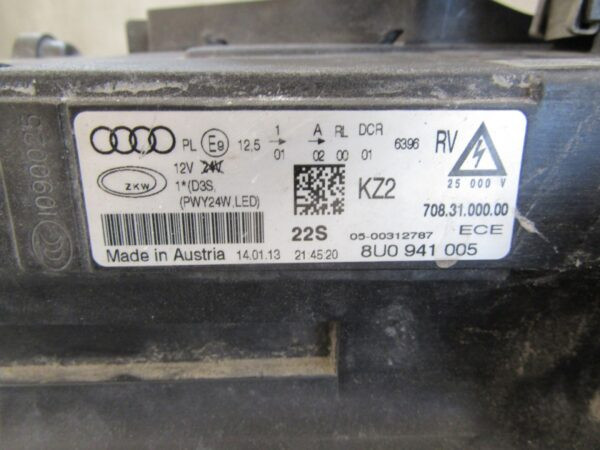 PL E9 12,5 1 A RL DCR 6396 RV
01 02 00 01
12V 24V
ZKW 1*(D3S,
(PWY24W,LED)
KZ2
25 000 V
708.31.000.00
22S 05-00312787 ECE
Made in Austria 14.01.13 21:45:20 8U0 941 005
1090025